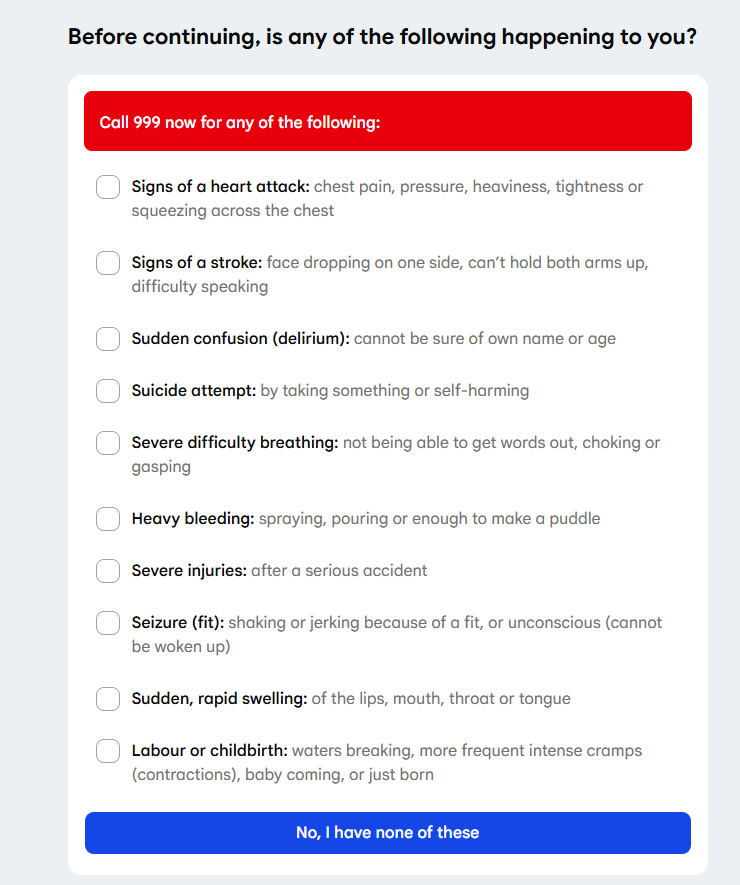 Before continuing, is any of the following happening to you?
Call 999 now for any of the following:
Signs of a heart attack: chest pain, pressure, heaviness, tightness or
squeezing across the chest
Signs of a stroke: face dropping on one side, can’t hold both arms up,
difficulty speaking
Sudden confusion (delirium): cannot be sure of own name or age
Suicide attempt: by taking something or self-harming
Severe difficulty breathing: not being able to get words out, choking or
gasping
Heavy bleeding: spraying, pouring or enough to make a puddle
Severe injuries: after a serious accident
Seizure (fit): shaking or jerking because of a fit, or unconscious (cannot
be woken up)
Sudden, rapid swelling: of the lips, mouth, throat or tongue
Labour or childbirth: waters breaking, more frequent intense cramps
(contractions), baby coming, or just born
No, I have none of these